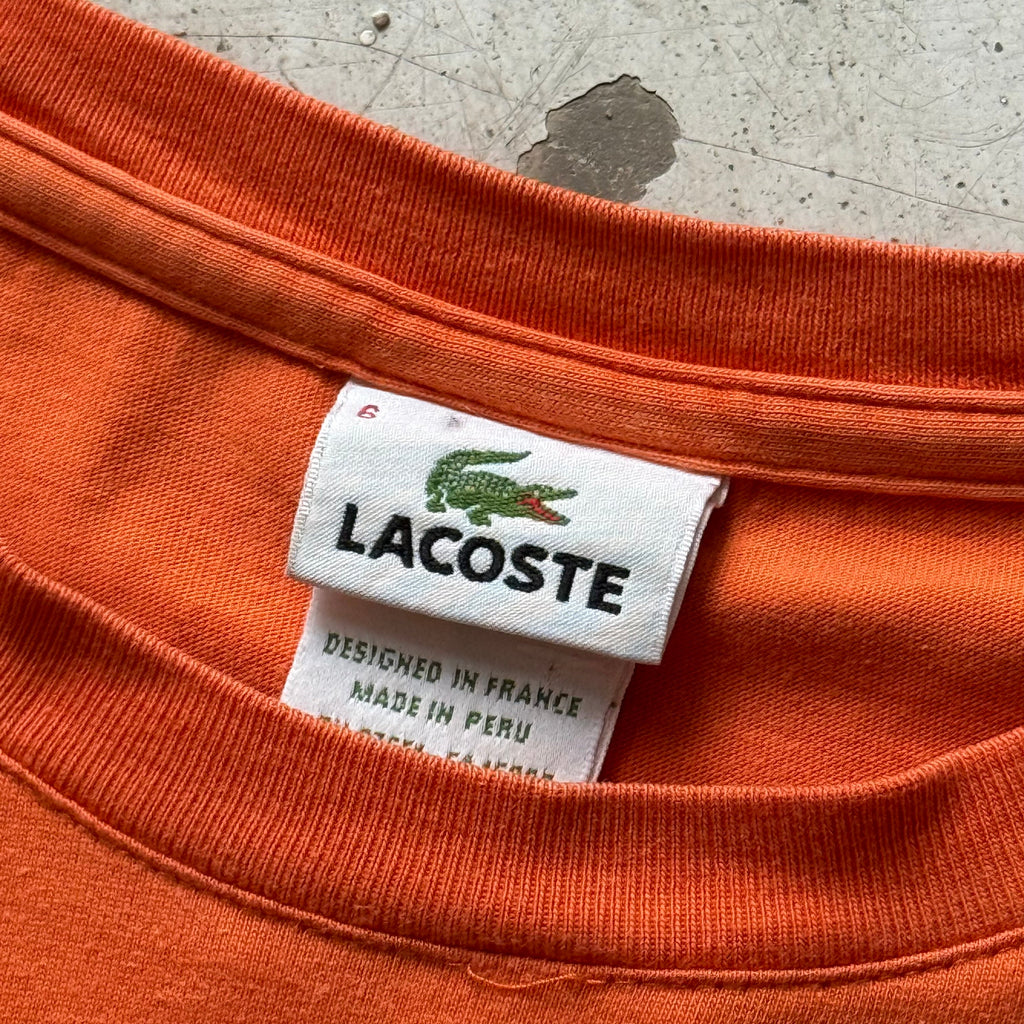 6
LACOSTE
DESIGNED IN FRANCE
MADE IN PERU